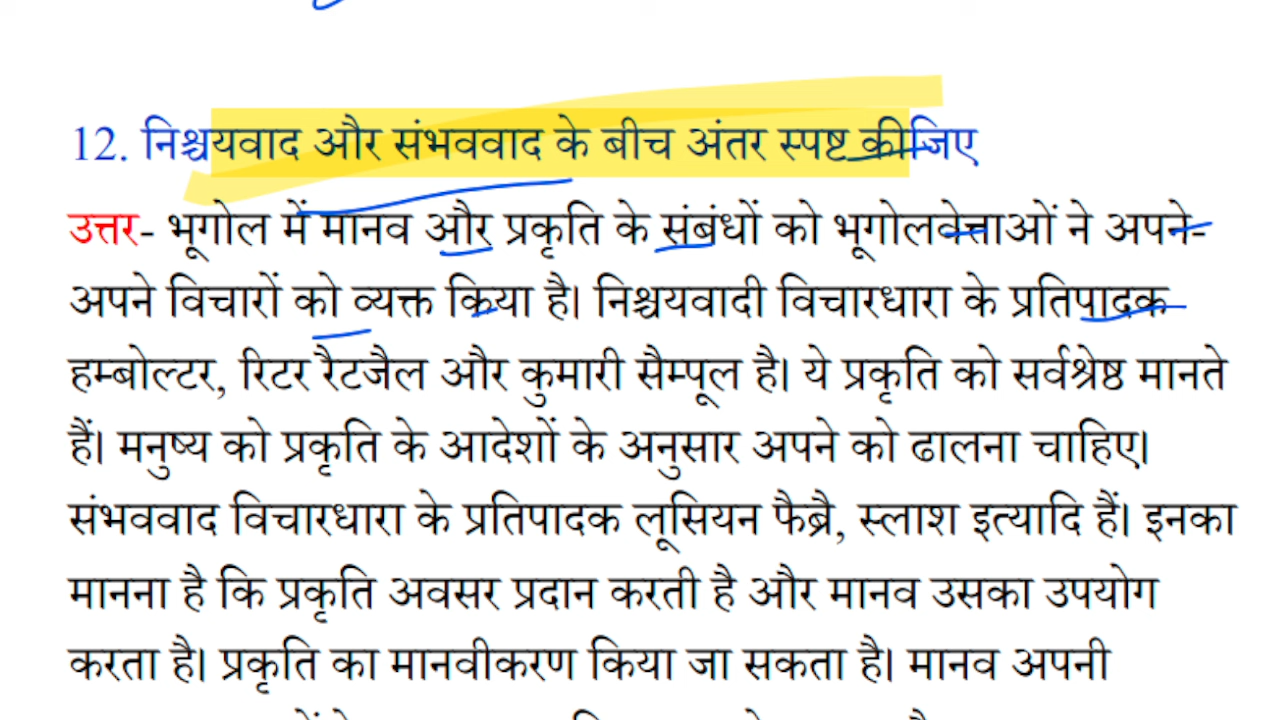 12. निश्चयवाद और संभववाद के बीच अंतर स्पष्ट कीजिए
उत्तर- भूगोल में मानव और प्रकृति के संबंधों को भूगोलवेत्ताओं ने अपने-
अपने विचारों को व्यक्त किया है। निश्चयवादी विचारधारा के प्रतिपादक
हम्बोल्टर, रिटर रैटजैल और कुमारी सैम्पूल है। ये प्रकृति को सर्वश्रेष्ठ मानते
हैं। मनुष्य को प्रकृति के आदेशों के अनुसार अपने को ढालना चाहिए।
संभववाद विचारधारा के प्रतिपादक लूसियन फैब्रै, स्लाश इत्यादि हैं। इनका
मानना है कि प्रकृति अवसर प्रदान करती है और मानव उसका उपयोग
करता है। प्रकृति का मानवीकरण किया जा सकता है। मानव अपनी